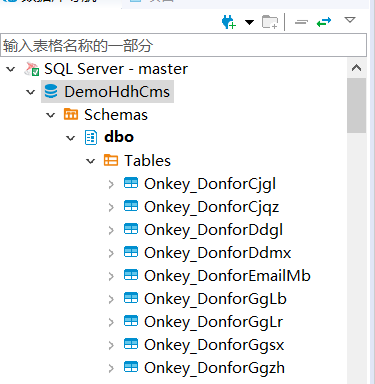 输入表格名称的一部分
SQL Server - master
DemoHdhCms
Schemas
dbo
Tables
Onkey_DonforCjgl
Onkey_DonforCjqz
Onkey_DonforDdgl
Onkey_DonforDdmx
Onkey_DonforEmailMb
Onkey_DonforGgLb
Onkey_DonforGgLr
Onkey_DonforGgsx
Onkey_DonforGgzh